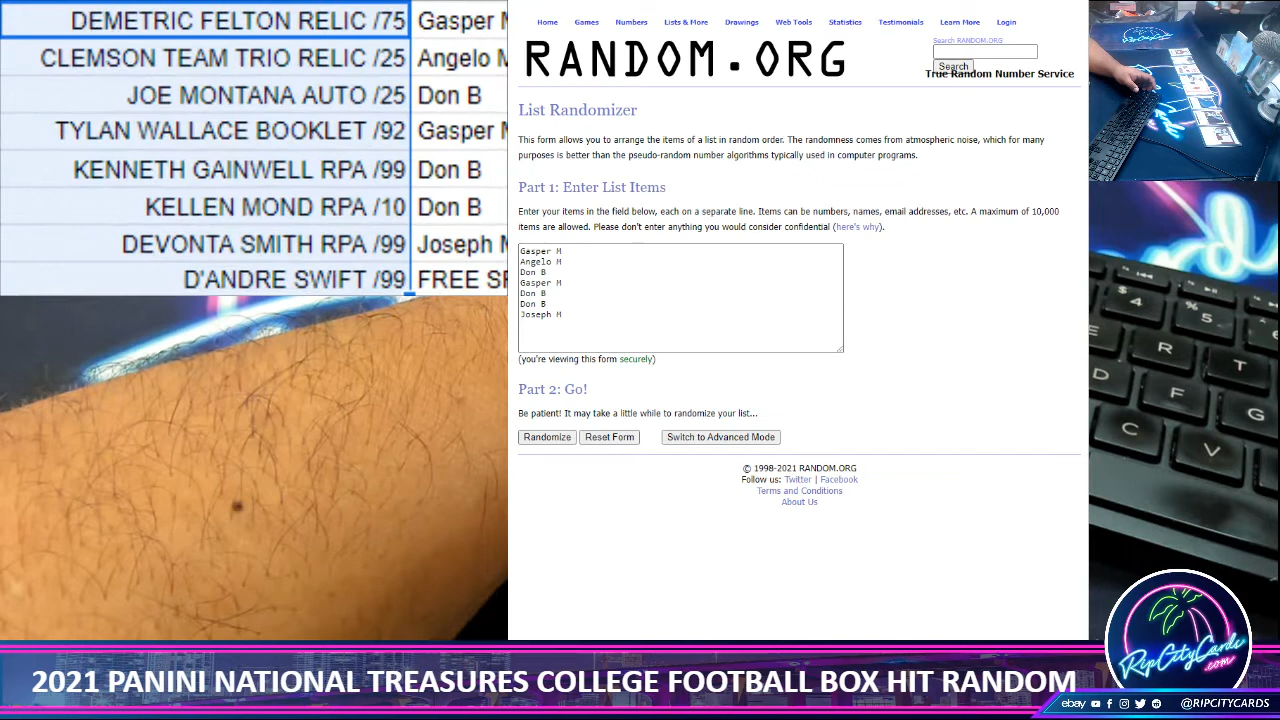 DEMETRIC FELTON RELIC /75 Gasper M
CLEMSON TEAM TRIO RELIC /25 Angelo M
JOE MONTANA AUTO /25 Don B
TYLAN WALLACE BOOKLET /92 Gasper M
KENNETH GAINWELL RPA /99 Don B
KELLEN MOND RPA /10 Don B
DEVONTA SMITH RPA /99 Joseph M
D'ANDRE SWIFT /99 FREE SP
Home Games Numbers Lists & More Drawings Web Tools Statistics Testimonials Learn More Login
RANDOM.ORG
Search RANDOM.ORG
Search
True Random Number Service
List Randomizer
This form allows you to arrange the items of a list in random order. The randomness comes from atmospheric noise, which for many
purposes is better than the pseudo-random number algorithms typically used in computer programs.
Part 1: Enter List Items
Enter your items in the field below, each on a separate line. Items can be numbers, names, email addresses, etc. A maximum of 10,000
items are allowed. Please don't enter anything you would consider confidential (here's why).
Gasper M
Angelo M
Don B
Gasper M
Don B
Don B
Joseph M
(you're viewing this form securely)
Part 2: Go!
Be patient! It may take a little while to randomize your list...
Randomize Reset Form Switch to Advanced Mode
© 1998-2021 RANDOM.ORG
Follow us: Twitter | Facebook
Terms and Conditions
About Us
$ 4
% 5
E R T
D F G
C V
RipCityCards
.com
2021 PANINI NATIONAL TREASURES COLLEGE FOOTBALL BOX HIT RANDOM
ebay @RIPCITYCARDS